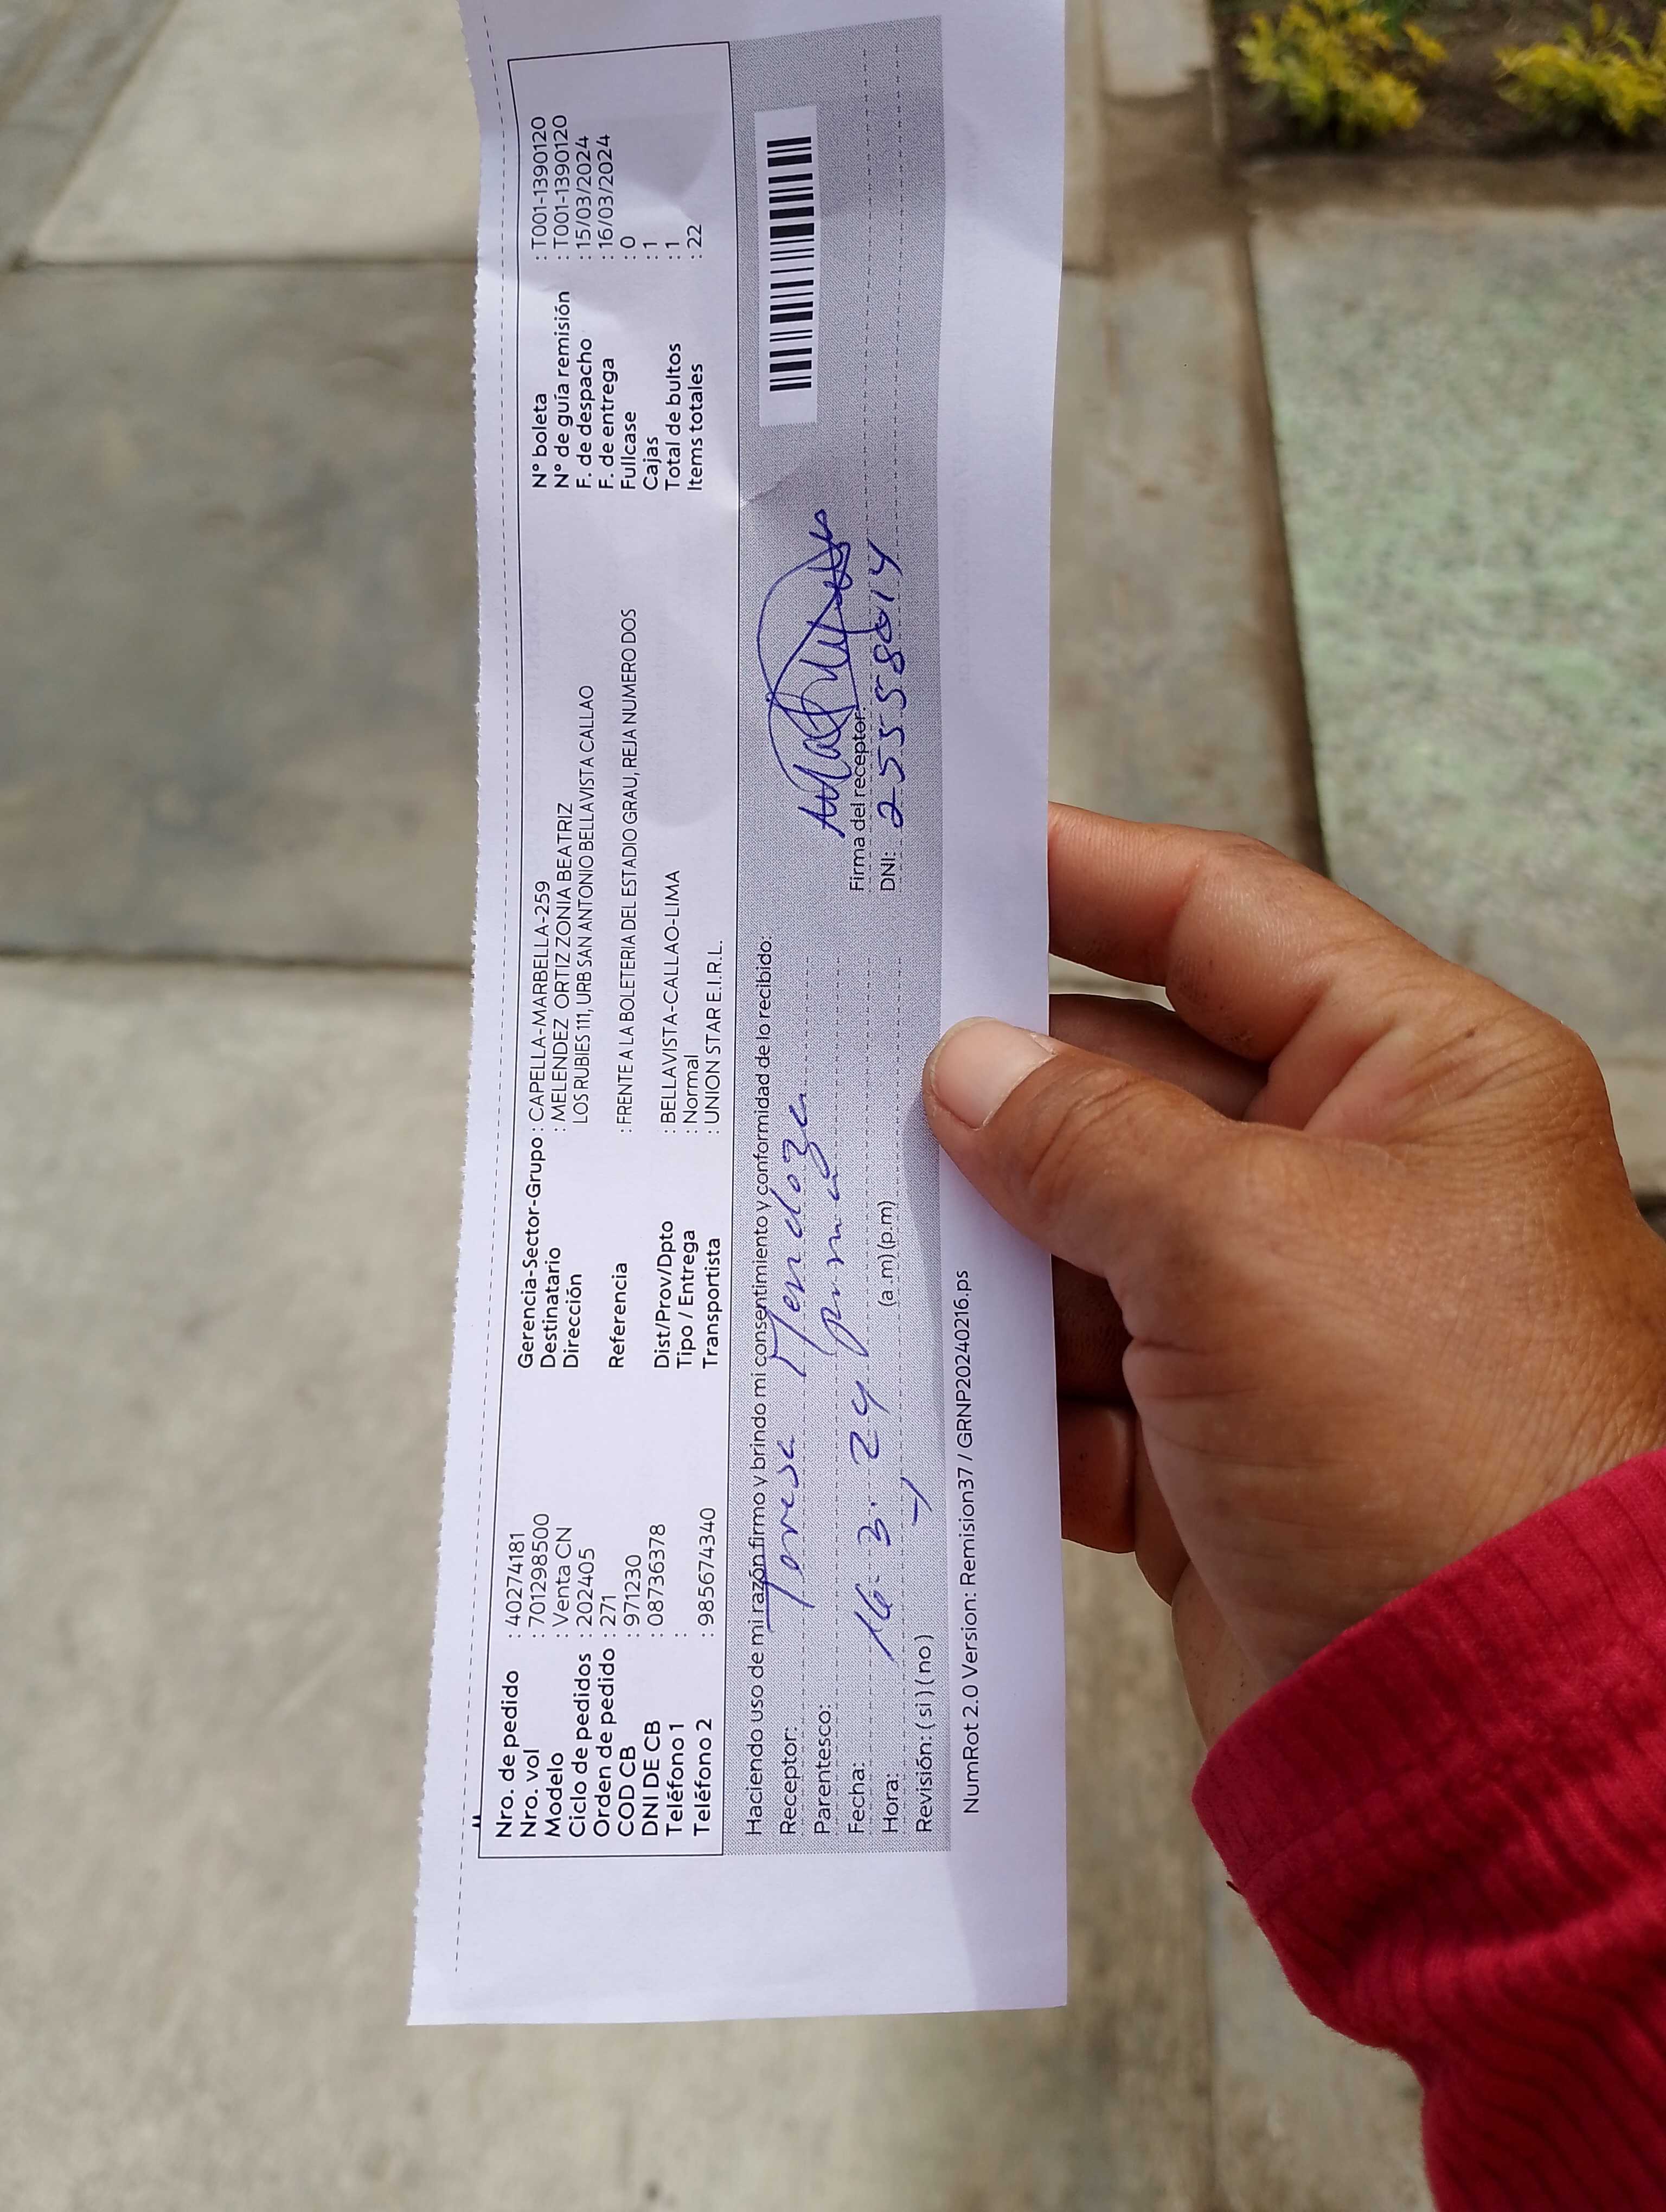 Nro. de pedido : 40274181
Nro. vol : 701298500
Modelo : Venta CN
Ciclo de pedidos : 202405
Orden de pedido : 271
COD CB : 971230
DNI DE CB : 08736378
Teléfono 1 :
Teléfono 2 : 985674340
Gerencia-Sector-Grupo : CAPELLA-MARBELLA-259
Destinatario : MELENDEZ ORTIZ ZONIA BEATRIZ
Dirección LOS RUBIES 111, URB SAN ANTONIO BELLAVISTA CALLAO
Referencia : FRENTE A LA BOLETERIA DEL ESTADIO GRAU, REJA NUMERO DOS
Dist/Prov/Dpto : BELLAVISTA-CALLAO-LIMA
Tipo / Entrega : Normal
Transportista : UNION STAR E.I.R.L.
N° boleta : T001-1390120
N° de guía remisión : T001-1390120
F. de despacho : 15/03/2024
F. de entrega : 16/03/2024
Fullcase : 0
Cajas : 1
Total de bultos : 1
Items totales : 22
Haciendo uso de mi razón firmo y brindo mi consentimiento y conformidad de lo recibido:
Receptor: Teresa Mendoza
Parentesco: prima
Fecha: 16. 3. 24
Hora: (a.m) (p.m)
Revisión: ( si ) ( no )
Firma del receptor:
DNI: 25558014
NumRot 2.0 Version: Remision37 / GRNP20240216.ps